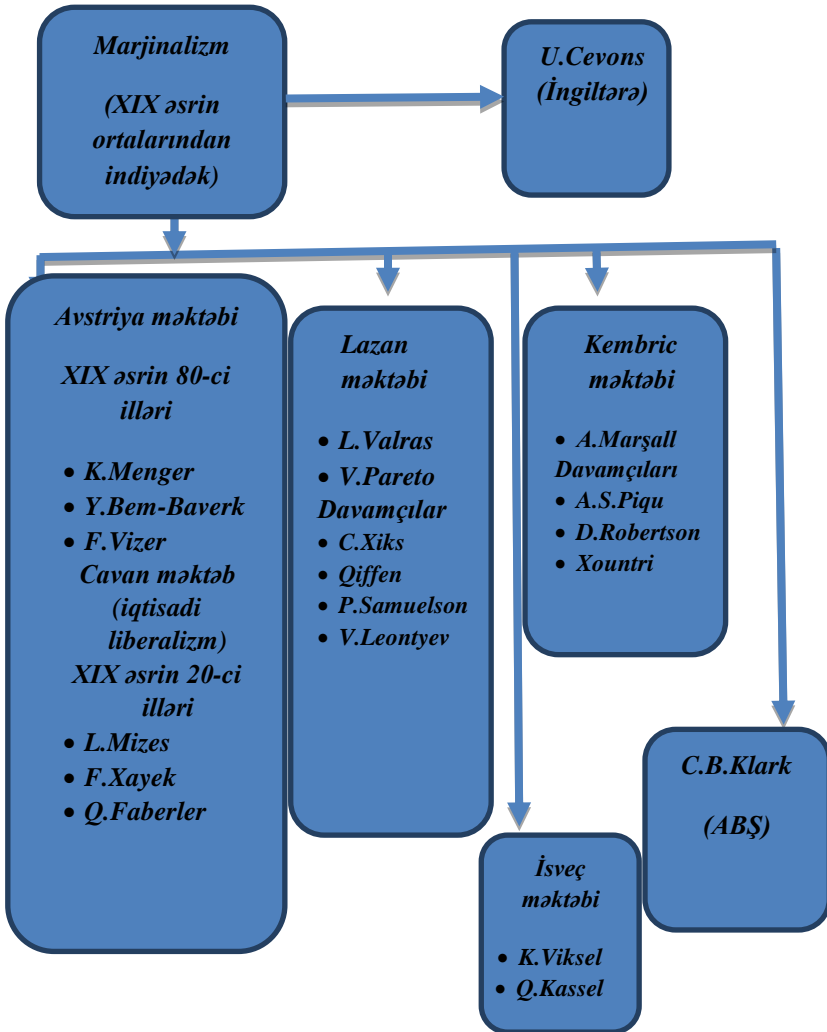 Marjinalizm
(XIX əsrin
ortalarından
indiyədək)
U.Cevons
(İngiltərə)
Avstriya məktəbi
XIX əsrin 80-ci
illəri
• K.Menger
• Y.Bem-Baverk
• F.Vizer
Cavan məktəb
(iqtisadi
liberalizm)
XIX əsrin 20-ci
illəri
• L.Mizes
• F.Xayek
• Q.Faberler
Lazan
məktəbi
• L.Valras
• V.Pareto
Davamçılar
• C.Xiks
• Qiffen
• P.Samuelson
• V.Leontyev
Kembric
məktəbi
• A.Marşall
Davamçıları
• A.S.Piqu
• D.Robertson
• Xountri
İsveç
məktəbi
• K.Viksel
• Q.Kassel
C.B.Klark
(ABŞ)